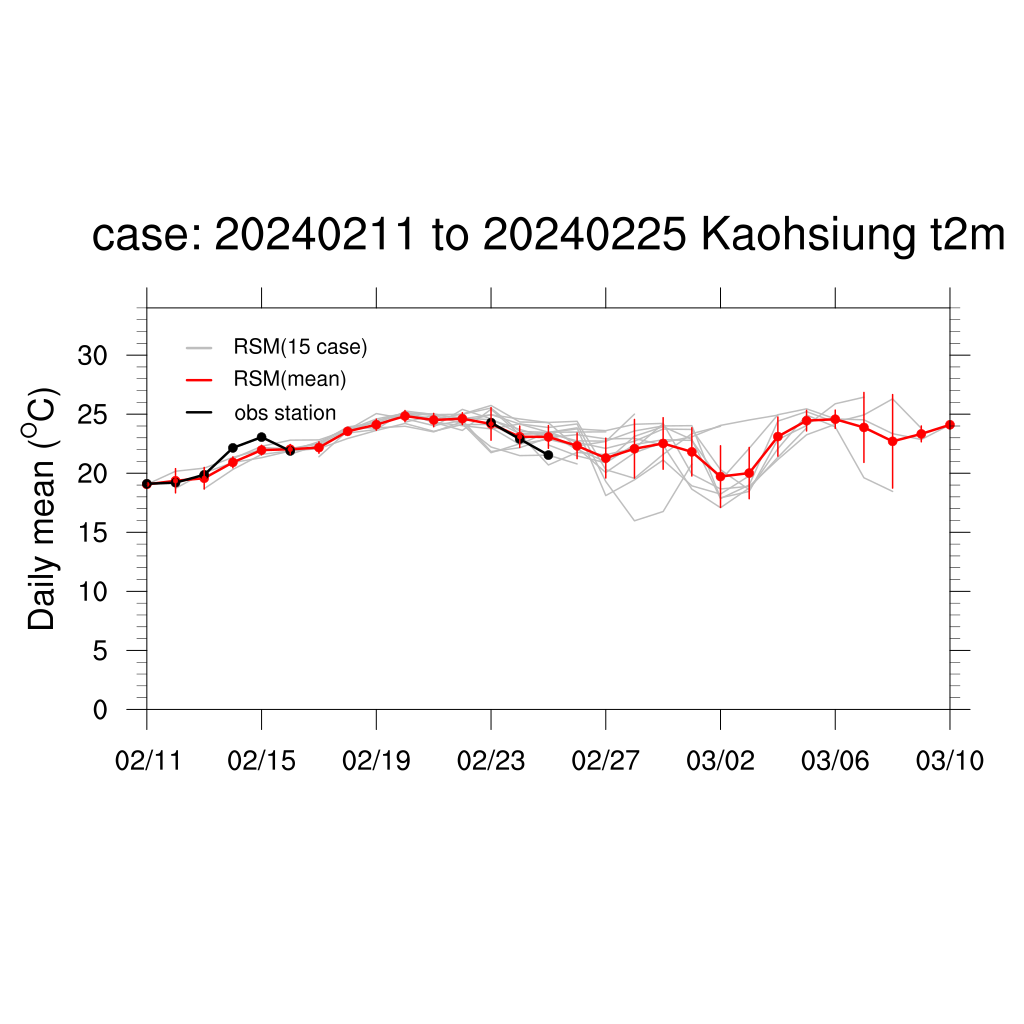 case: 20240211 to 20240225 Kaohsiung t2m
RSM(15 case)
RSM(mean)
obs station
Daily mean (OC)
30
25
20
15
10
5
0
02/11 02/15 02/19 02/23 02/27 03/02 03/06 03/10